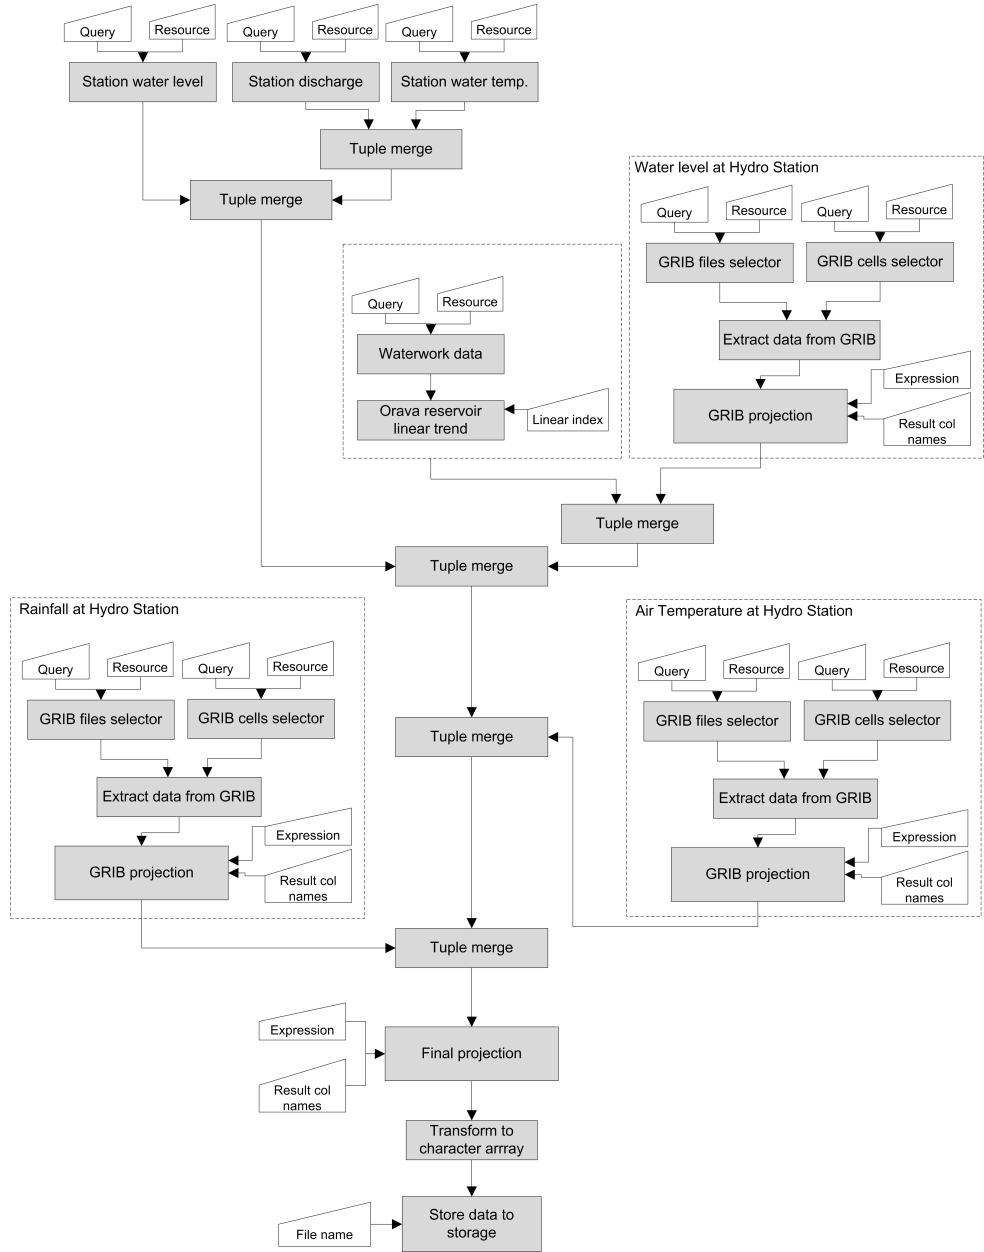 Query
Resource
Query
Resource
Query
Resource
Station water level
Station discharge
Station water temp.
Tuple merge
Tuple merge
Water level at Hydro Station
Query
Resource
Query
Resource
GRIB files selector
GRIB cells selector
Extract data from GRIB
Expression
GRIB projection
Result col
names
Query
Resource
Waterwork data
Orava reservoir
linear trend
Linear index
Tuple merge
Tuple merge
Rainfall at Hydro Station
Query
Resource
Query
Resource
GRIB files selector
GRIB cells selector
Extract data from GRIB
Expression
GRIB projection
Result col
names
Air Temperature at Hydro Station
Query
Resource
Query
Resource
GRIB files selector
GRIB cells selector
Extract data from GRIB
Expression
GRIB projection
Result col
names
Tuple merge
Tuple merge
Expression
Final projection
Result col
names
Transform to
character arrray
Store data to
storage
File name